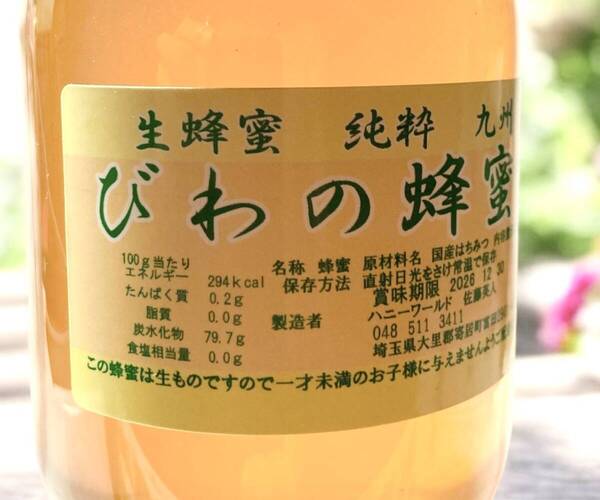 生蜂蜜 純粋 九州
びわの蜂蜜
100g当たり
エネルギー 294kcal
たんぱく質 0.2g
脂質 0.0g
炭水化物 79.7g
食塩相当量 0.0g
名称 蜂蜜 原材料名 国産はちみつ 内容量
保存方法 直射日光をさけ常温で保存
賞味期限 2026 12 30
製造者 ハニーワールド 佐藤英人
048 511 3411
埼玉県大里郡寄居町富田
この蜂蜜は生ものですので一才未満のお子様に与えませんようご